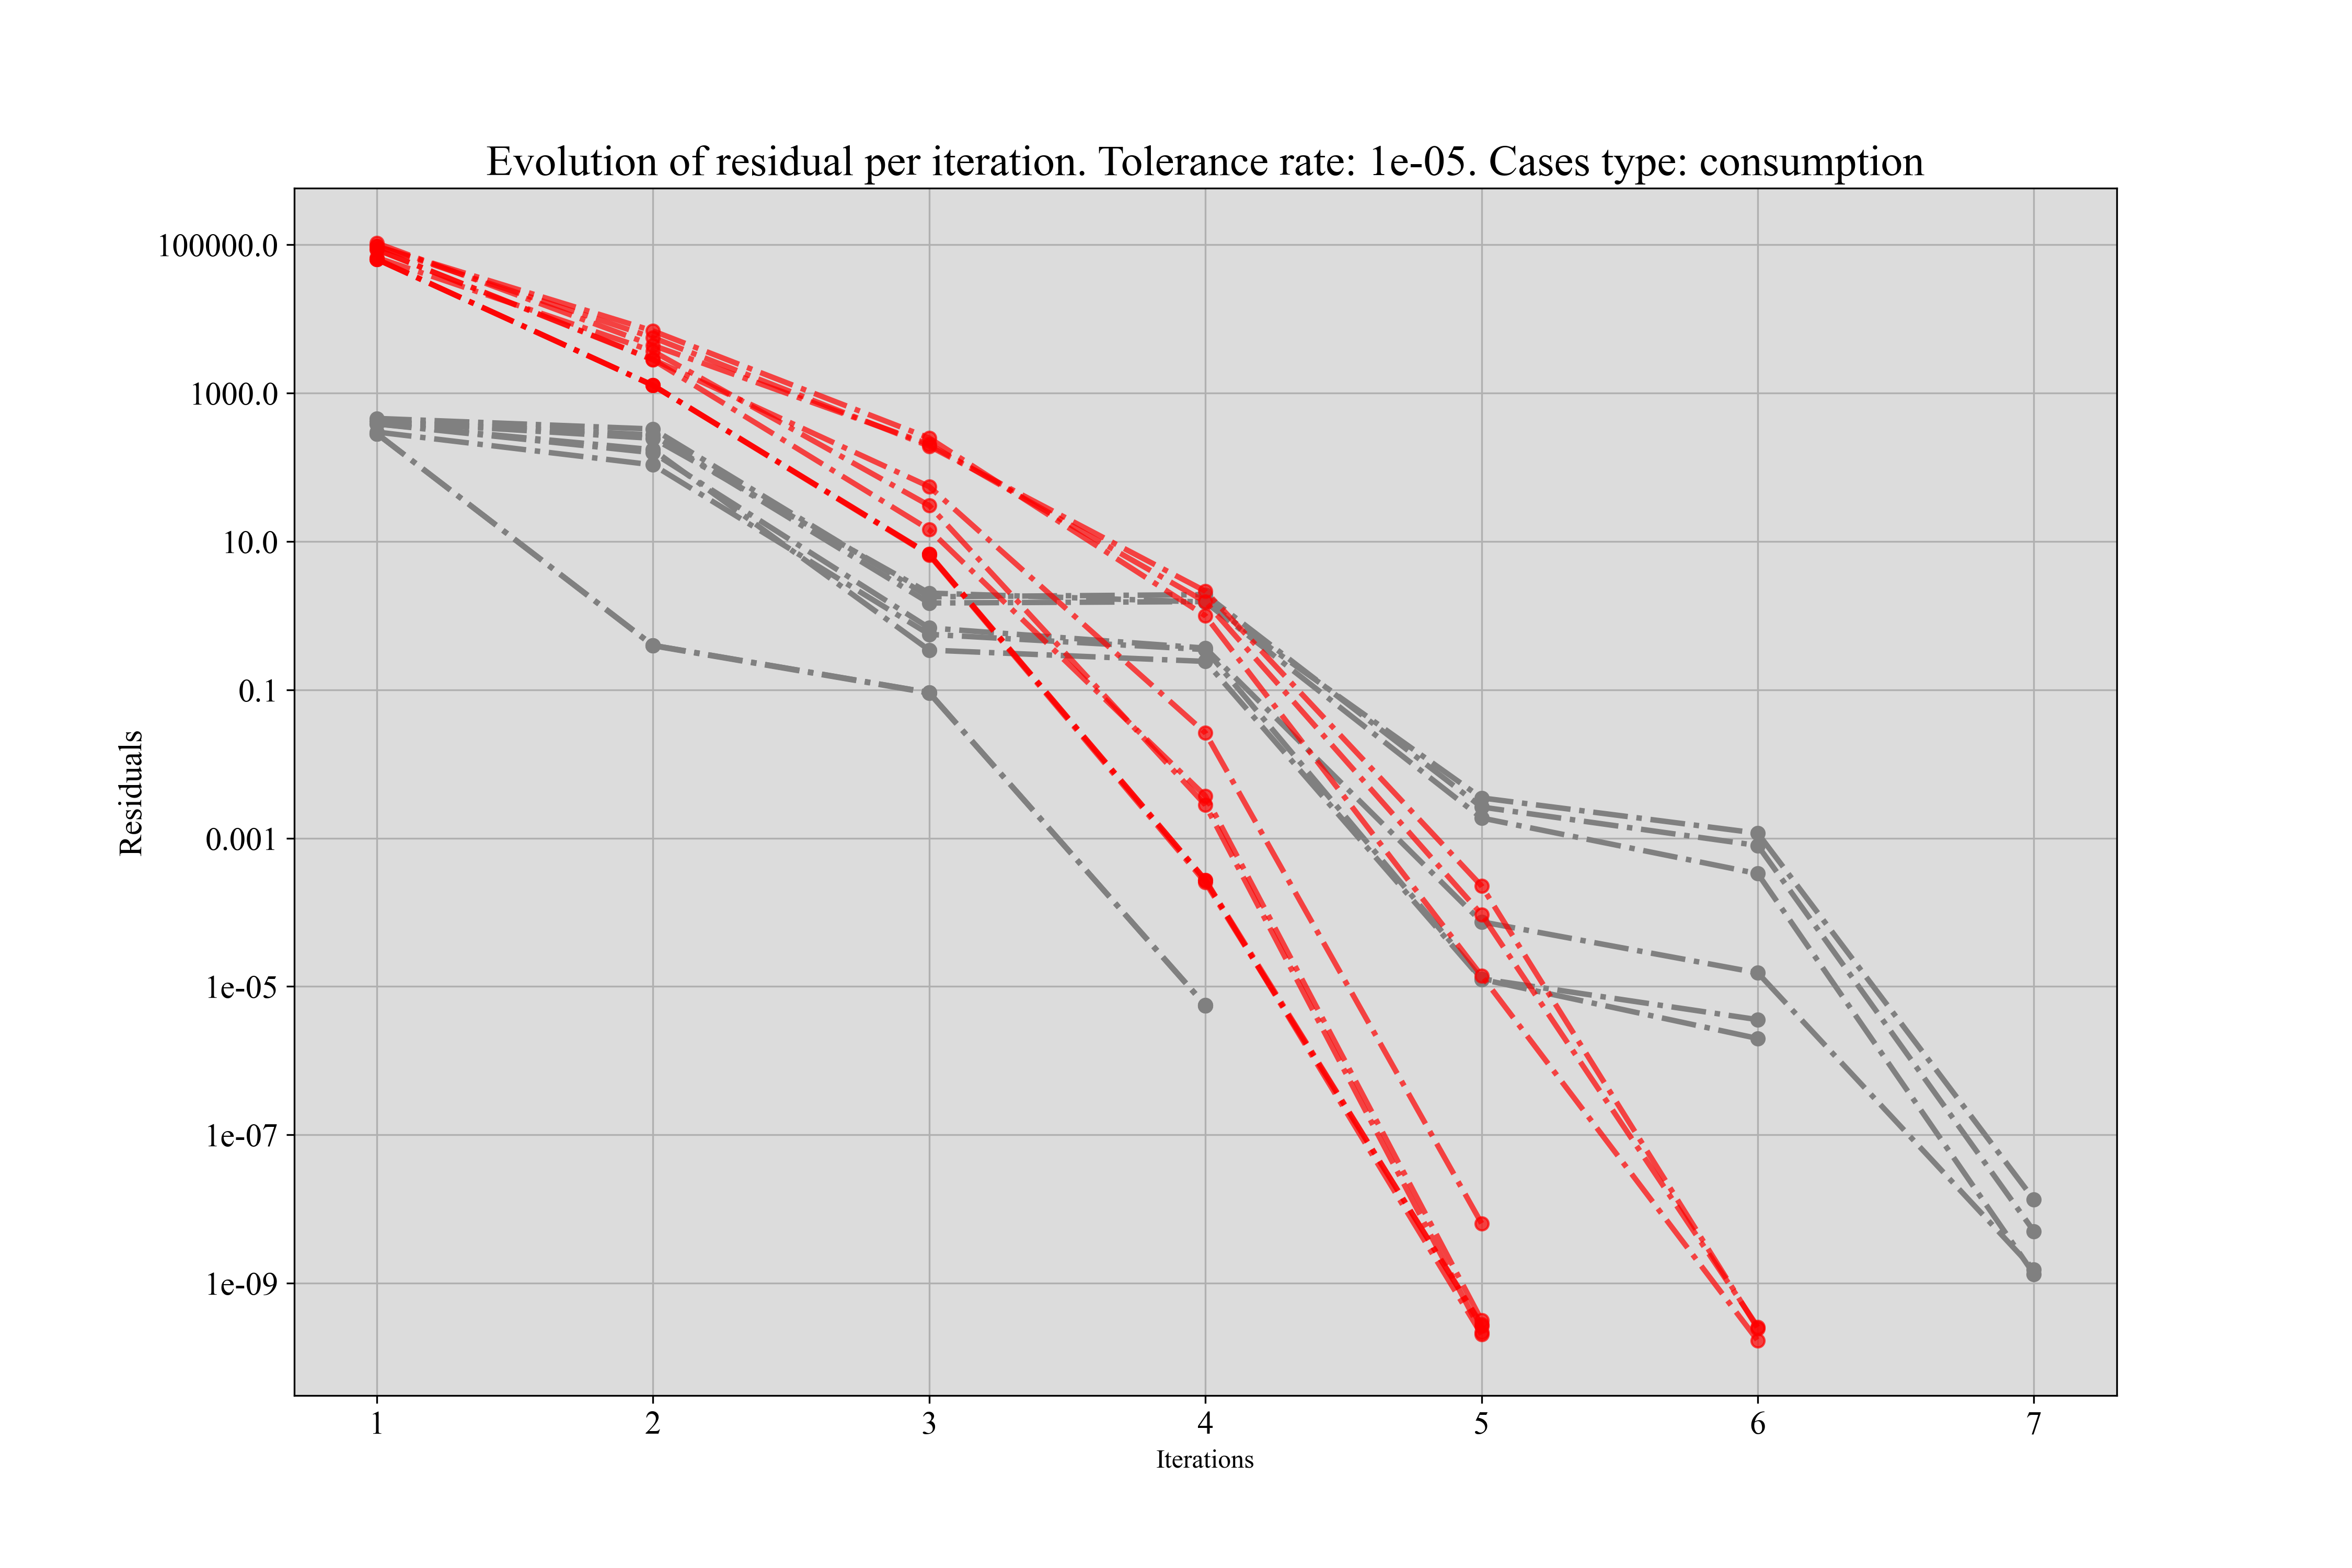 Evolution of residual per iteration. Tolerance rate: 1e-05. Cases type: consumption
100000.0
1000.0
10.0
0.1
0.001
1e-05
1e-07
1e-09
Residuals
1 2 3 4 5 6 7
Iterations